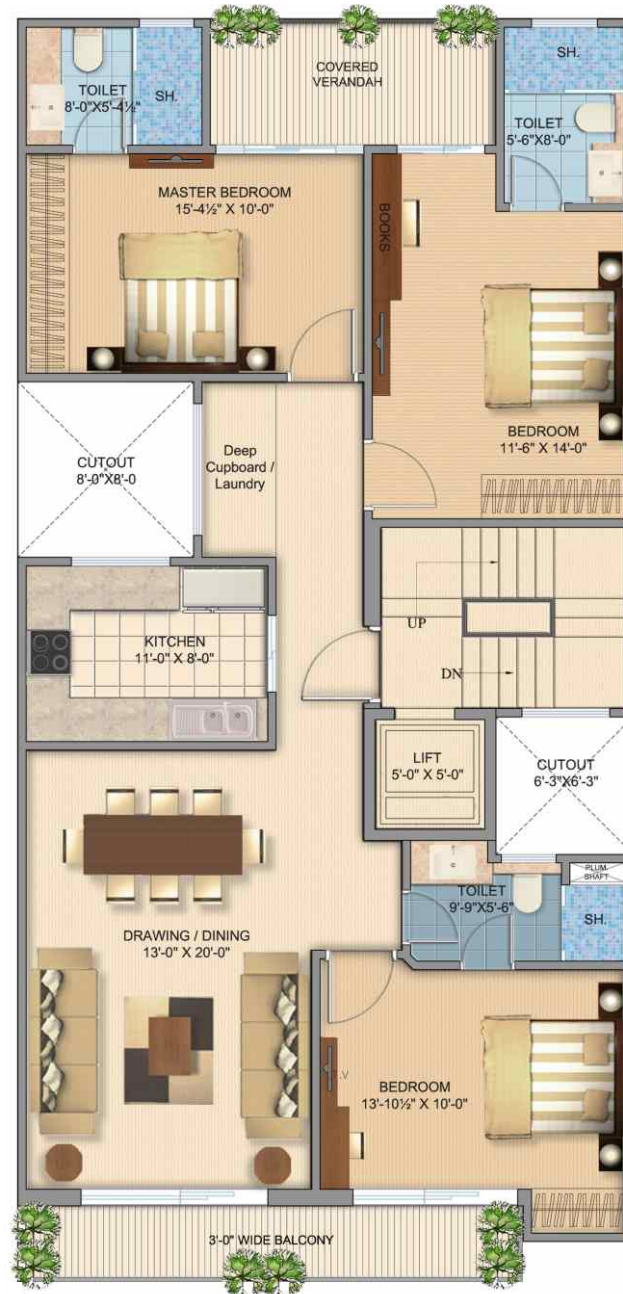 COVERED
VERANDAH
SH.
TOILET
8'-0"X5'-4½"
SH.
TOILET
5'-6"X8'-0"
MASTER BEDROOM
15'-4½" X 10'-0"
BOOKS
BEDROOM
11'-6" X 14'-0"
Deep
Cupboard /
Laundry
CUTOUT
8'-0"X8'-0
UP
KITCHEN
11'-0" X 8'-0"
DN
LIFT
5'-0" X 5'-0"
CUTOUT
6'-3"X6'-3"
PLUM.
SHAFT
TOILET
9'-9"X5'-6"
SH.
DRAWING / DINING
13'-0" X 20'-0"
T.V
BEDROOM
13'-10½" X 10'-0"
3'-0" WIDE BALCONY